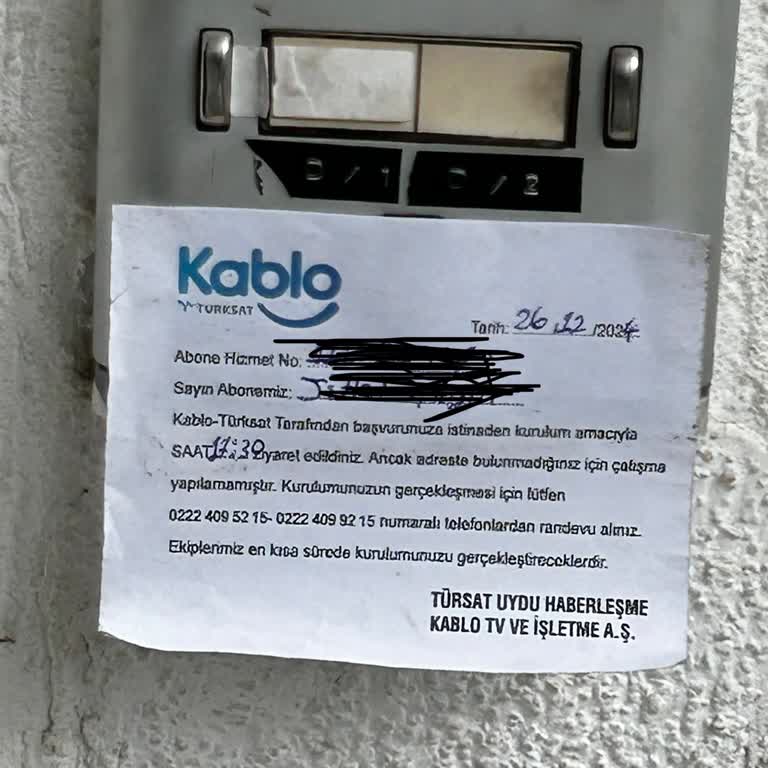 D / 1 D / 2
Kablo
TÜRKSAT
Tarih: 26.12/2024
Abone Hizmet No:
Sayın Abonemiz:
Kablo-Türksat Tarafından başvurunuza istinaden kurulum amacıyla
SAAT 17:30 ziyaret edildiniz. Ancak adreste bulunmadığınız için çalışma
yapılamamıştır. Kurulumunuzun gerçekleşmesi için lütfen
0222 409 52 15- 0222 409 92 15 numaralı telefonlardan randevu alınız.
Ekiplerimiz en kısa sürede kurulumunuzu gerçekleştireceklerdir.
TÜRSAT UYDU HABERLEŞME
KABLO TV VE İŞLETME A.Ş.